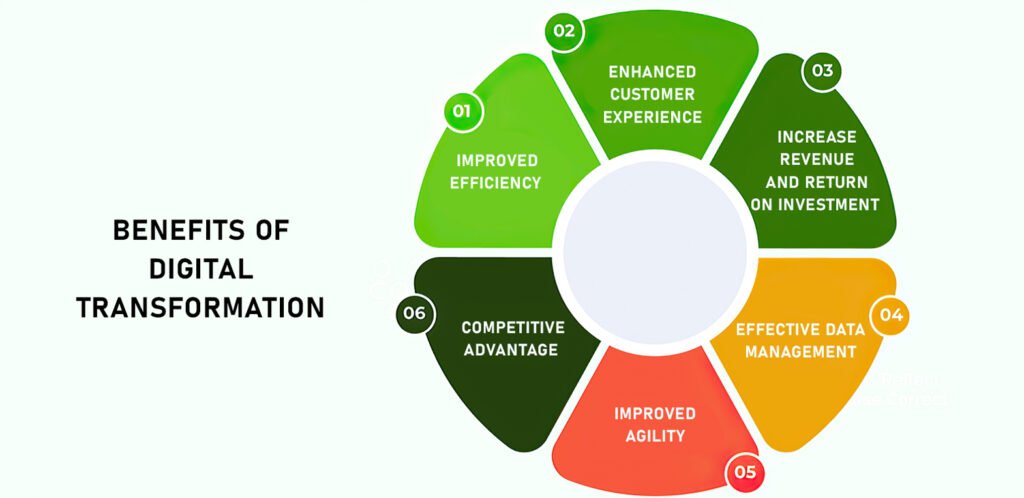 BENEFITS OF
DIGITAL
TRANSFORMATION
01
IMPROVED
EFFICIENCY
02
ENHANCED
CUSTOMER
EXPERIENCE
03
INCREASE
REVENUE
AND RETURN
ON INVESTMENT
04
EFFECTIVE DATA
MANAGEMENT
05
IMPROVED
AGILITY
06
COMPETITIVE
ADVANTAGE